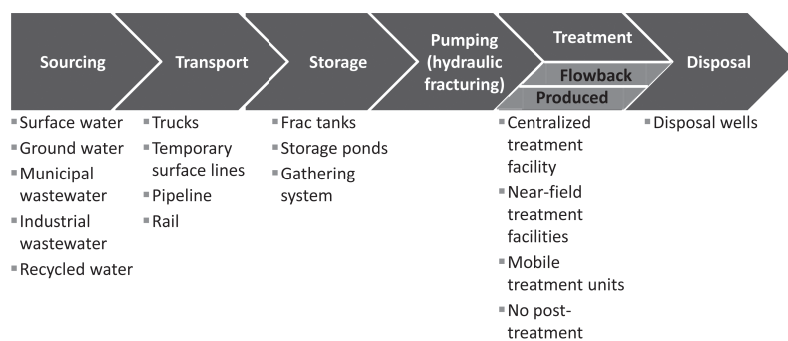 Sourcing
Transport
Storage
Pumping
(hydraulic
fracturing)
Treatment
Flowback
Produced
Disposal
▪Surface water
▪Ground water
▪Municipal
wastewater
▪Industrial
wastewater
▪Recycled water
▪Trucks
▪Temporary
surface lines
▪Pipeline
▪Rail
▪Frac tanks
▪Storage ponds
▪Gathering
system
▪Centralized
treatment
facility
▪Near-field
treatment
facilities
▪Mobile
treatment units
▪No post-
treatment
▪Disposal wells